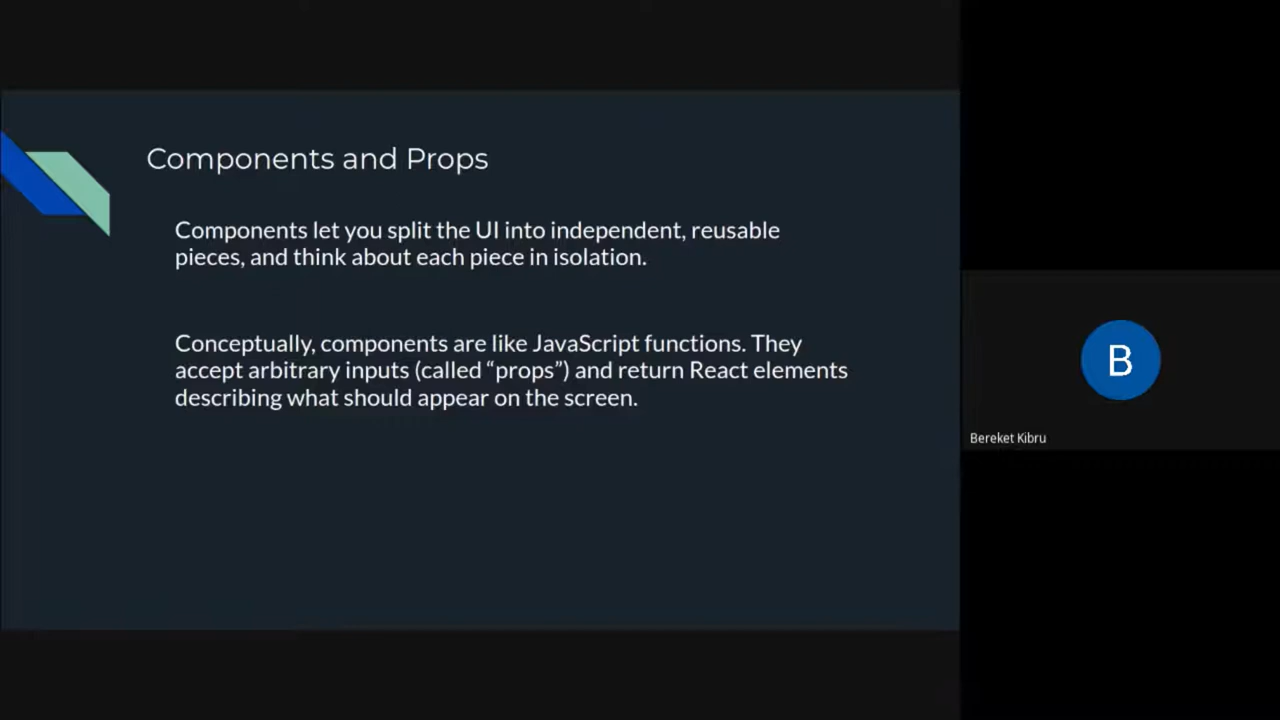 Components and Props
Components let you split the UI into independent, reusable
pieces, and think about each piece in isolation.
Conceptually, components are like JavaScript functions. They
accept arbitrary inputs (called “props”) and return React elements
describing what should appear on the screen.
B
Bereket Kibru